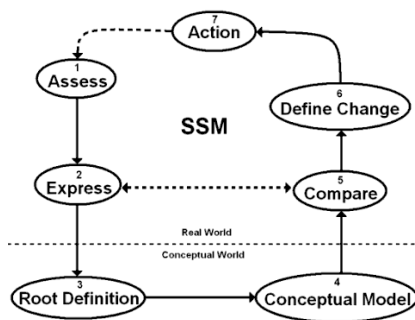 7
Action
1
Assess
6
Define Change
SSM
2
Express
5
Compare
Real World
Conceptual World
3
Root Definition
4
Conceptual Model